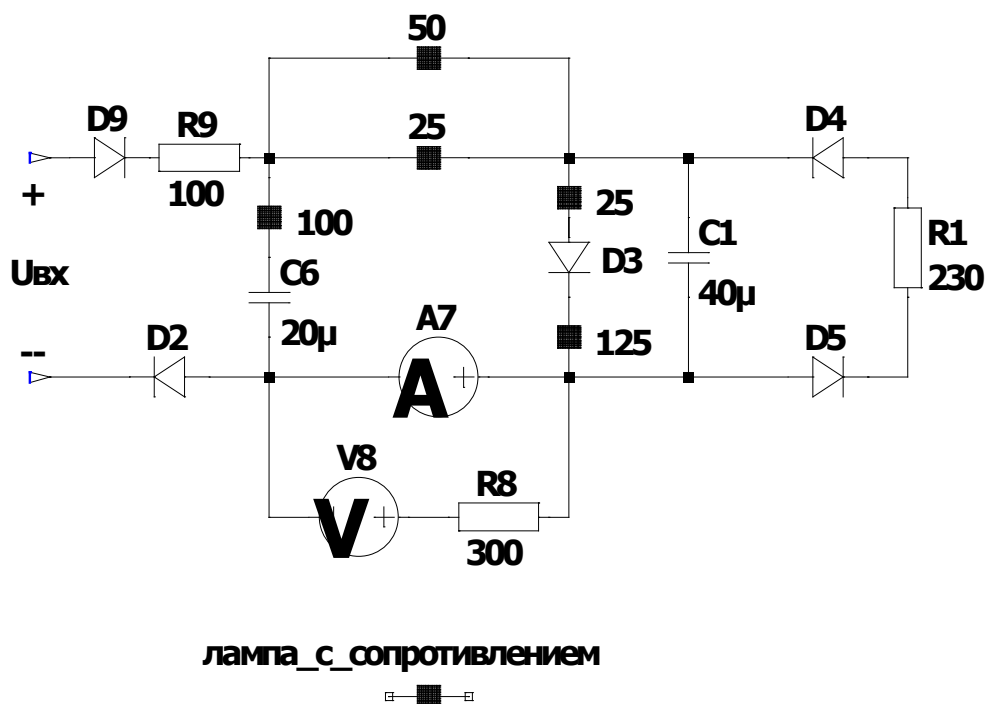 50
D9
R9
25
D4
+
100
100
25
Uвх
C6
D3
C1
R1
20µ
A7
40µ
230
--
D2
125
D5
A
+
V8
R8
V
+
300
лампа_с_сопротивлением